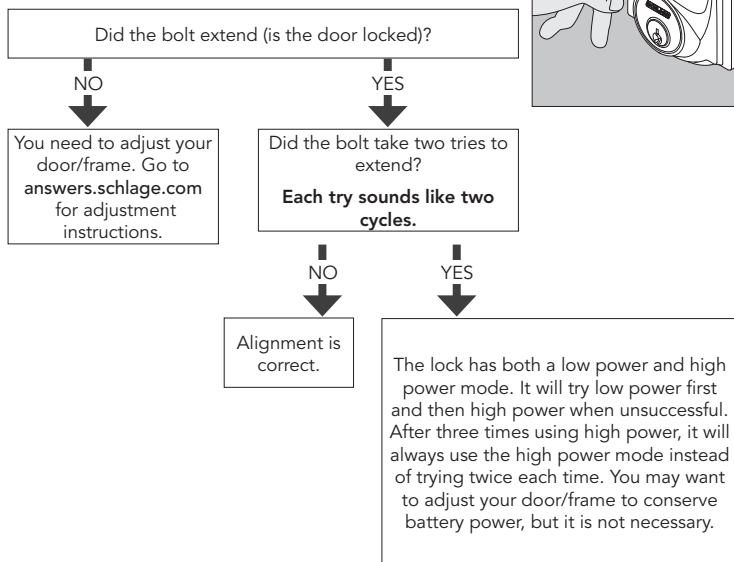 Did the bolt extend (is the door locked)?
NO
YES
You need to adjust your
door/frame. Go to
answers.schlage.com
for adjustment
instructions.
Did the bolt take two tries to
extend?
Each try sounds like two
cycles.
NO
YES
Alignment is
correct.
The lock has both a low power and high
power mode. It will try low power first
and then high power when unsuccessful.
After three times using high power, it will
always use the high power mode instead
of trying twice each time. You may want
to adjust your door/frame to conserve
battery power, but it is not necessary.